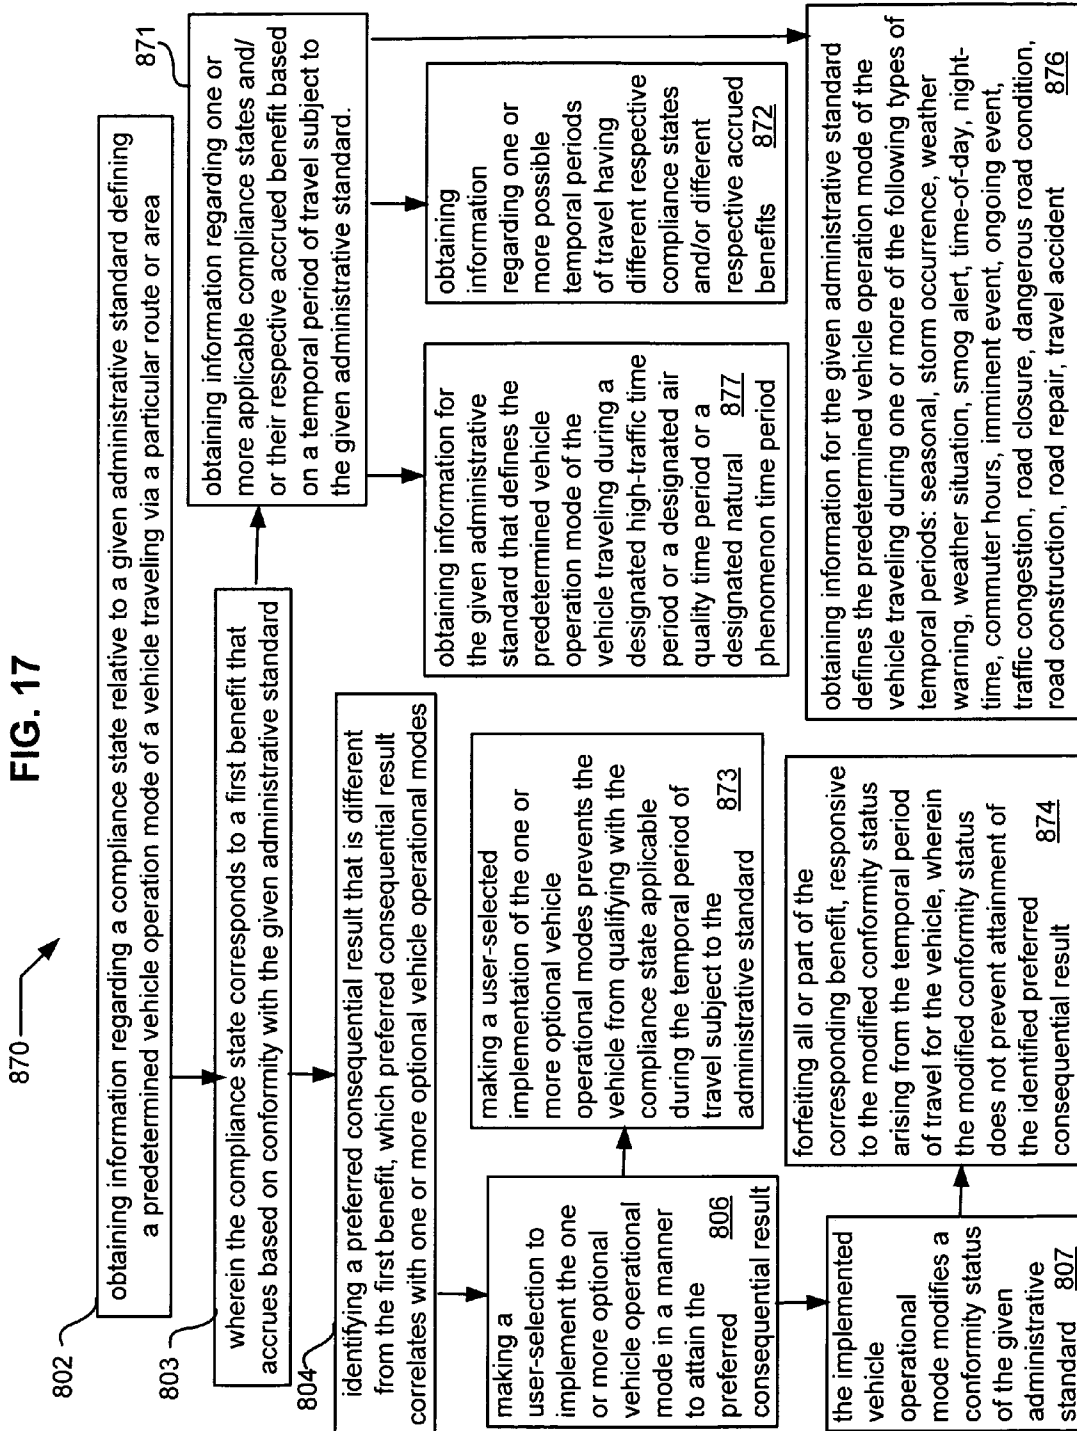 FIG. 17
870
802
obtaining information regarding a compliance state relative to a given administrative standard defining
a predetermined vehicle operation mode of a vehicle traveling via a particular route or area
803
wherein the compliance state corresponds to a first benefit that
accrues based on conformity with the given administrative standard
804
identifying a preferred consequential result that is different
from the first benefit, which preferred consequential result
correlates with one or more optional vehicle operational modes
making a
user-selection to
implement the one
or more optional
vehicle operational
mode in a manner
to attain the
preferred 806
consequential result
the implemented
vehicle
operational
mode modifies a
conformity status
of the given
administrative
standard 807
making a user-selected
implementation of the one or
more optional vehicle
operational modes prevents the
vehicle from qualifying with the
compliance state applicable
during the temporal period of
travel subject to the
administrative standard 873
forfeiting all or part of the
corresponding benefit, responsive
to the modified conformity status
arising from the temporal period
of travel for the vehicle, wherein
the modified conformity status
does not prevent attainment of
the identified preferred
consequential result 874
871
obtaining information regarding one or
more applicable compliance states and/
or their respective accrued benefit based
on a temporal period of travel subject to
the given administrative standard.
obtaining information for
the given administrative
standard that defines the
predetermined vehicle
operation mode of the
vehicle traveling during a
designated high-traffic time
period or a designated air
quality time period or a
designated natural 877
phenomenon time period
obtaining
information
regarding one or
more possible
temporal periods
of travel having
different respective
compliance states
and/or different
respective accrued
benefits 872
obtaining information for the given administrative standard
defines the predetermined vehicle operation mode of the
vehicle traveling during one or more of the following types of
temporal periods: seasonal, storm occurrence, weather
warning, weather situation, smog alert, time-of-day, night-
time, commuter hours, imminent event, ongoing event,
traffic congestion, road closure, dangerous road condition,
road construction, road repair, travel accident 876